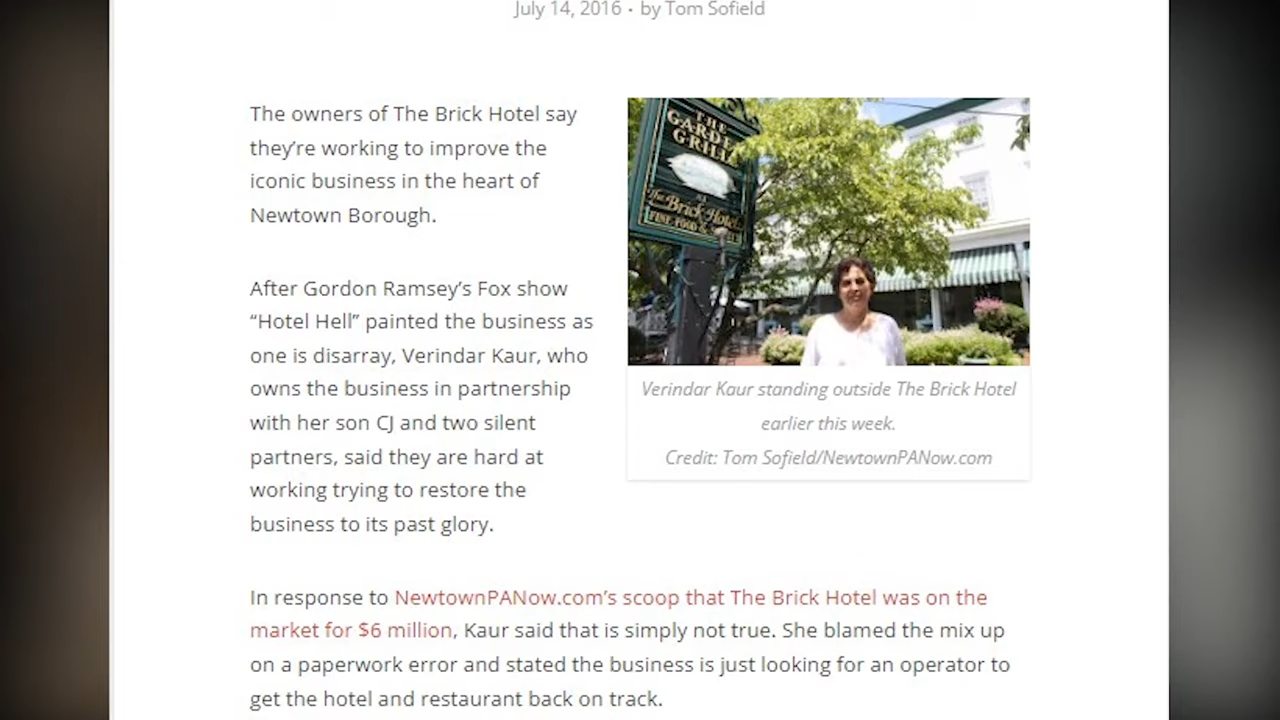 July 14, 2016 • by Tom Sofield
The owners of The Brick Hotel say
they're working to improve the
iconic business in the heart of
Newtown Borough.
After Gordon Ramsey's Fox show
“Hotel Hell” painted the business as
one is disarray, Verindar Kaur, who
owns the business in partnership
with her son CJ and two silent
partners, said they are hard at
working trying to restore the
business to its past glory.
THE
GARDE
GRILL
The Brick Hotel
Verindar Kaur standing outside The Brick Hotel
earlier this week.
Credit: Tom Sofield/NewtownPANow.com
In response to NewtownPANow.com's scoop that The Brick Hotel was on the
market for $6 million, Kaur said that is simply not true. She blamed the mix up
on a paperwork error and stated the business is just looking for an operator to
get the hotel and restaurant back on track.